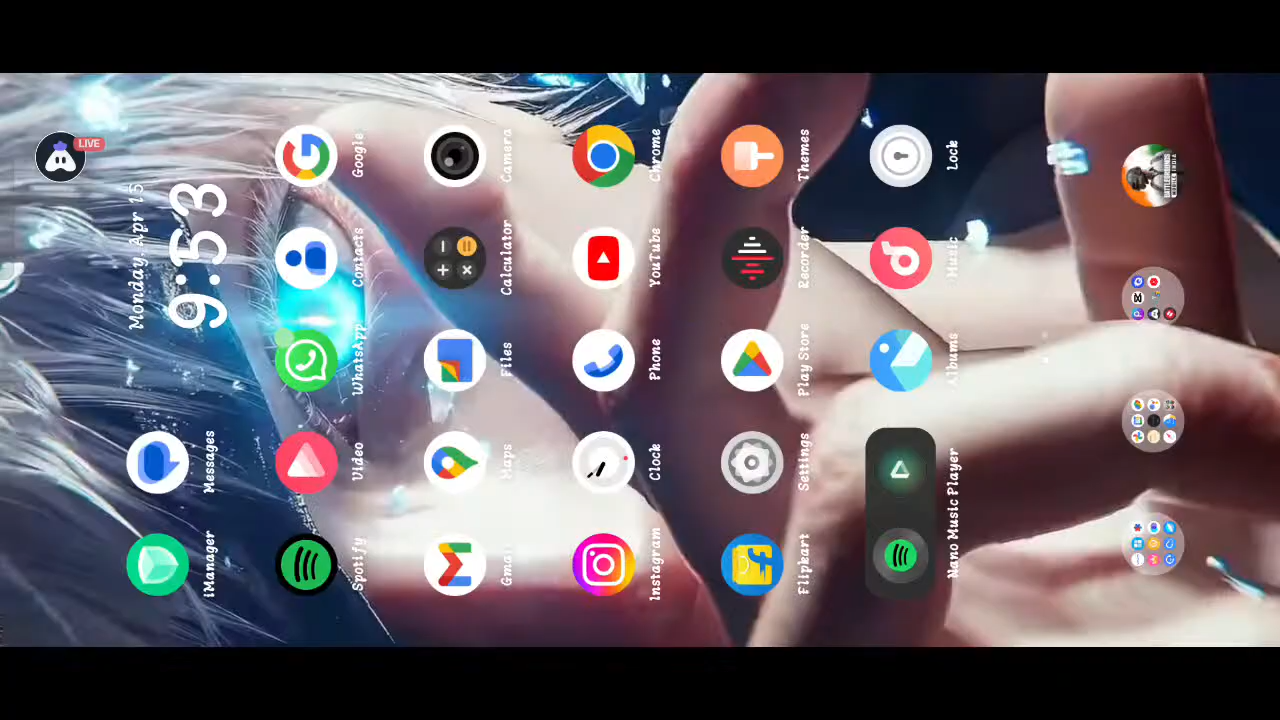 LIVE
Monday, Apr 15
9:53
iManager Messages
Spotify Video WhatsApp Contacts Google
Gmail Maps Files Calculator Camera
Instagram Clock Phone YouTube Chrome
Flipkart Settings Play Store Recorder Themes
Nano Music Player Albums Music Lock